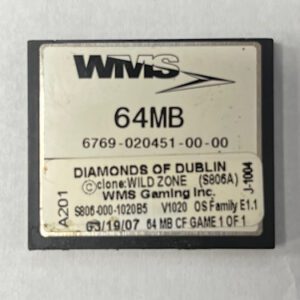 WMS
64MB
6769-020451-00-00
DIAMONDS OF DUBLIN
©clone:WILD ZONE (S806A)
WMS Gaming Inc.
S806-000-1020B5 V1020 OS Family E1.1
03/19/07 64 MB CF GAME 1 OF 1
A201
J-1004